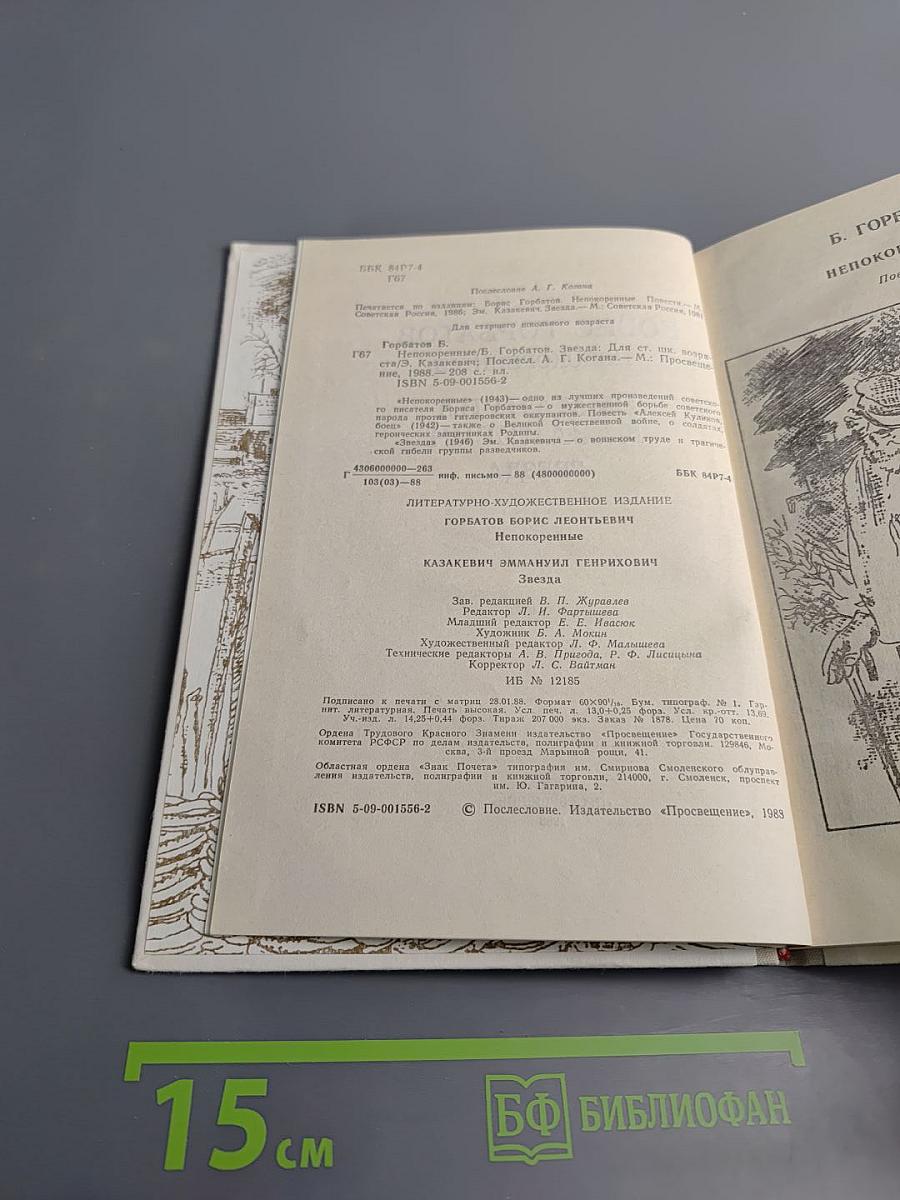 ББК 84Р7-4
Г67
Послесловие А. Г. Когана
Печатается по изданиям: Борис Горбатов. Непокоренные. Повести.— М.:
Советская Россия, 1986; Эм. Казакевич. Звезда.— М.: Советская Россия,
Для старшего школьного возраста
Горбатов Б.
Г67 Непокоренные/Б. Горбатов. Звезда: Для ст. шк. возра-
ста/Э. Казакевич; Послесл. А. Г. Когана.— М.: Просвеще-
ние, 1988.— 208 с.: ил.
ISBN 5-09-001556-2
«Непокоренные» (1943)— одно из лучших произведений советско-
го писателя Бориса Горбатова — о мужественной борьбе советского
народа против гитлеровских оккупантов. Повесть «Алексей Куликов,
боец» (1942)— также о Великой Отечественной войне, о солдатах,
героических защитниках Родины.
«Звезда» (1946) Эм. Казакевича — о воинском труде и трагиче-
ской гибели группы разведчиков.
Г 4306000000—263 инф. письмо — 88 (4800000000) ББК 84Р7-4
103(03)—88
ЛИТЕРАТУРНО-ХУДОЖЕСТВЕННОЕ ИЗДАНИЕ
ГОРБАТОВ БОРИС ЛЕОНТЬЕВИЧ
Непокоренные
КАЗАКЕВИЧ ЭММАНУИЛ ГЕНРИХОВИЧ
Звезда
Зав. редакцией В. П. Журавлев
Редактор Л. И. Фартышева
Младший редактор Е. Е. Ивасюк
Художник Б. А. Мокин
Художественный редактор Л. Ф. Малышева
Технические редакторы А. В. Пригода, Р. Ф. Лисицына
Корректор Л. С. Вайтман
ИБ № 12185
Подписано к печати с матриц 28.01.88. Формат 60×90¹/₁₆. Бум. типограф. № 1. Гар-
нит. литературная. Печать высокая. Усл. печ. л. 13,0+0,25 форз. Усл. кр.-отт. 13,69.
Уч.-изд. л. 14,25+0,44 форз. Тираж 207 000 экз. Заказ № 1878. Цена 70 коп.
Ордена Трудового Красного Знамени издательство «Просвещение» Государственного
комитета РСФСР по делам издательств, полиграфии и книжной торговли. 129846, Мо-
сква, 3-й проезд Марьиной рощи, 41.
Областная ордена «Знак Почета» типография им. Смирнова Смоленского облуправ-
ления издательств, полиграфии и книжной торговли, 214000, г. Смоленск, проспект
им. Ю. Гагарина, 2.
ISBN 5-09-001556-2 © Послесловие. Издательство «Просвещение», 1988
Б. ГОРБ
НЕПОКО
Пов
15 см
БФ БИБЛИОФАН